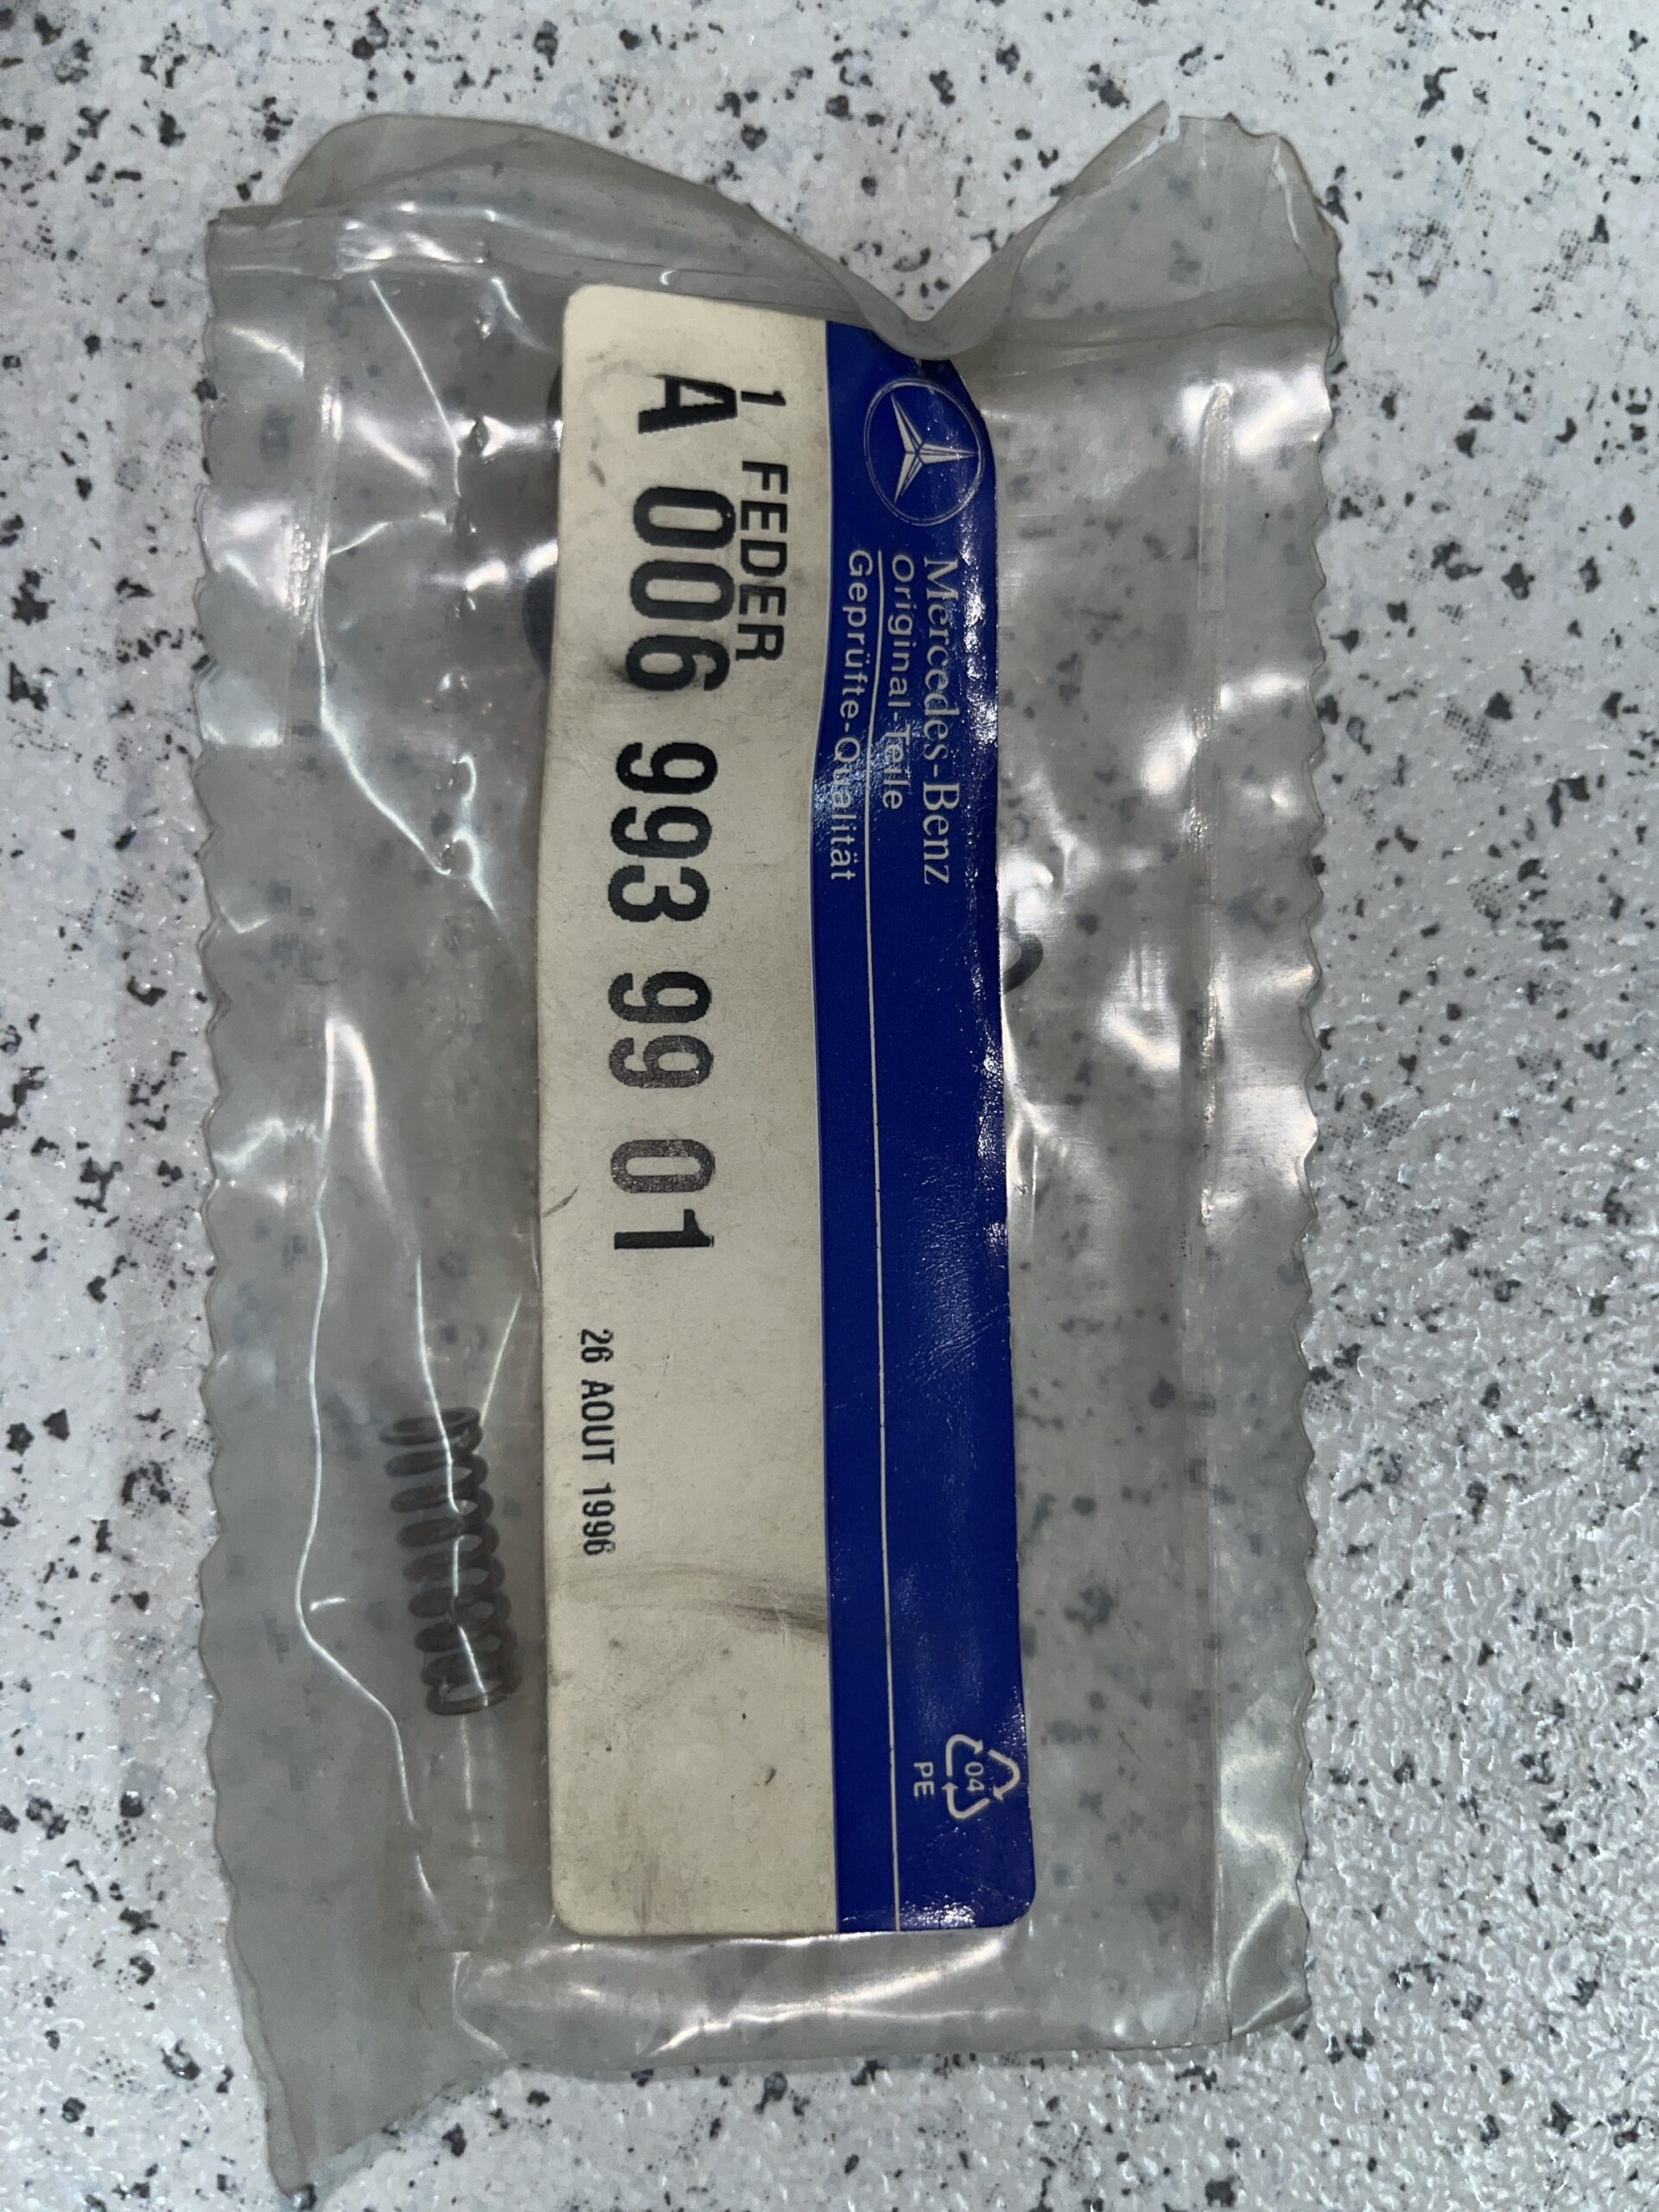 Mercedes-Benz
Original-Teile
Geprüfte-Qualität
1 FEDER
A 006 993 99 01
26 AOUT 1996
04
PE